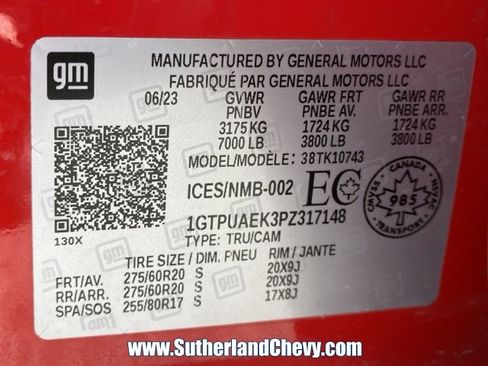 gm
MANUFACTURED BY GENERAL MOTORS LLC
FABRIQUÉ PAR GENERAL MOTORS LLC
06/23 GVWR GAWR FRT GAWR RR
PNBV PNBE AV. PNBE ARR.
3175 KG 1724 KG 1724 KG
7000 LB 3800 LB 3800 LB
MODEL/MODÈLE: 38TK10743
ICES/NMB-002 EC
CANADA
CMVSS NSVAC
985
TRANSPORT
1GTPUAEK3PZ317148
130X
TYPE: TRU/CAM
TIRE SIZE / DIM. PNEU RIM / JANTE
FRT/AV. 275/60R20 S 20X9J
RR/ARR. 275/60R20 S 20X9J
SPA/SOS 255/80R17 S 17X8J
www.SutherlandChevy.com